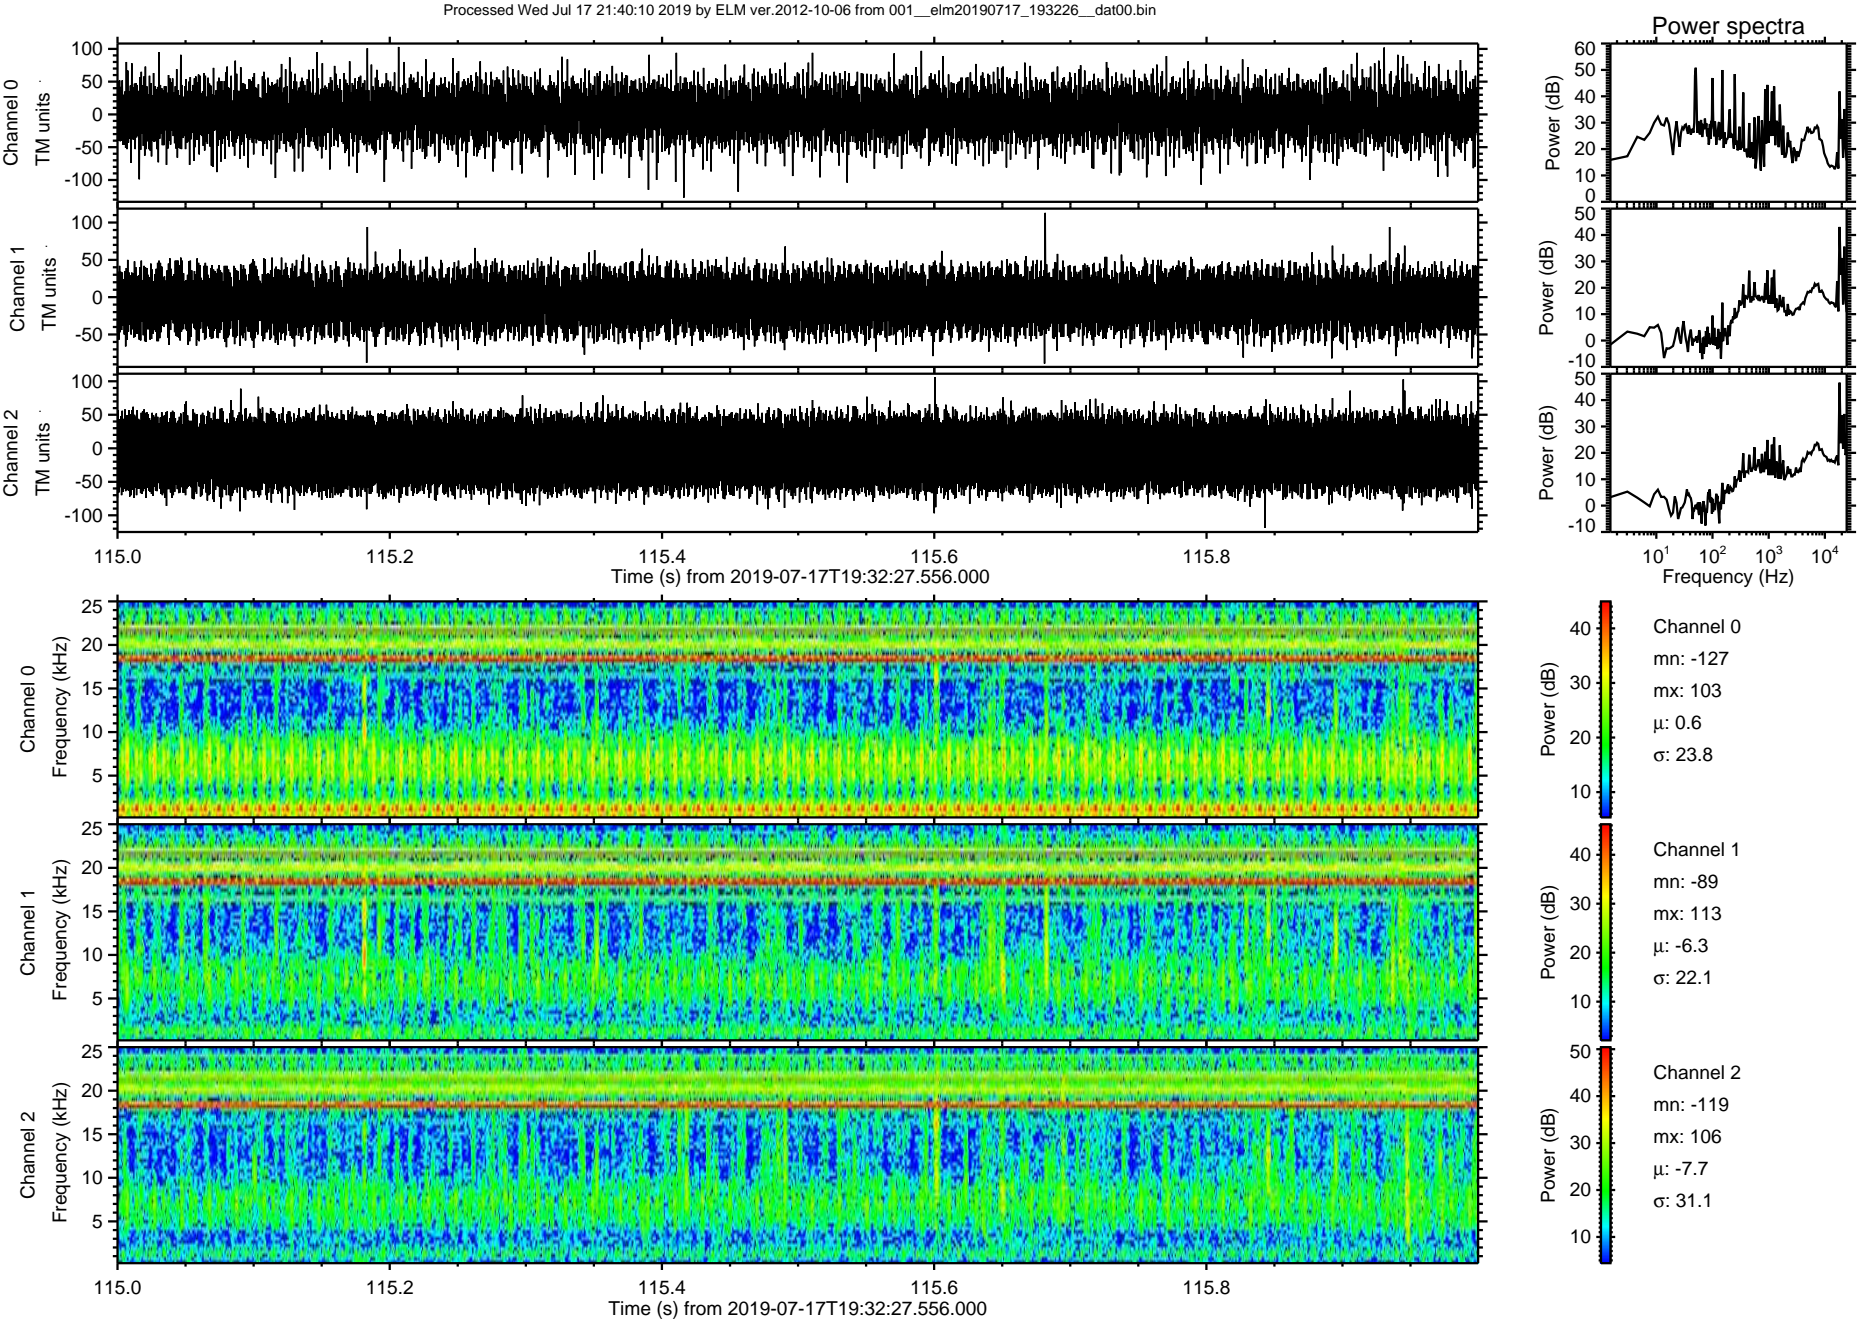 Processed Wed Jul 17 21:40:10 2019 by ELM ver.2012-10-06 from 001__elm20190717_193226__dat00.bin
Power spectra
Channel 0
TM units
100
50
0
-50
-100
Power (dB)
60
50
40
30
20
10
0
Channel 1
TM units
100
50
0
-50
Power (dB)
50
40
30
20
10
0
-10
Channel 2
TM units
100
50
0
-50
-100
Power (dB)
50
40
30
20
10
0
-10
115.0 115.2 115.4 115.6 115.8
Time (s) from 2019-07-17T19:32:27.556.000
10¹ 10² 10³ 10⁴
Frequency (Hz)
Channel 0
Frequency (kHz)
25
20
15
10
5
Power (dB)
40
30
20
10
Channel 0
mn: -127
mx: 103
μ: 0.6
σ: 23.8
Channel 1
Frequency (kHz)
25
20
15
10
5
Power (dB)
40
30
20
10
Channel 1
mn: -89
mx: 113
μ: -6.3
σ: 22.1
Channel 2
Frequency (kHz)
25
20
15
10
5
Power (dB)
50
40
30
20
10
Channel 2
mn: -119
mx: 106
μ: -7.7
σ: 31.1
115.0 115.2 115.4 115.6 115.8
Time (s) from 2019-07-17T19:32:27.556.000